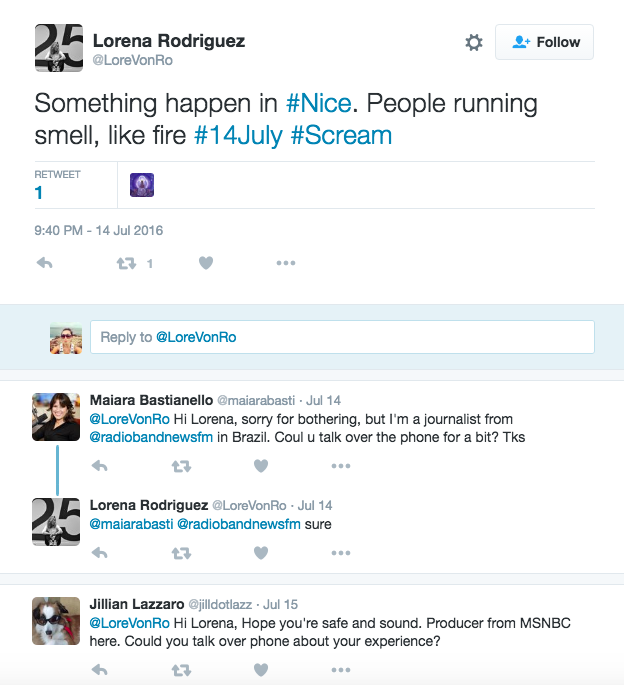 25
Lorena Rodriguez
@LoreVonRo
Follow
Something happen in #Nice. People running
smell, like fire #14July #Scream
RETWEET
1
9:40 PM - 14 Jul 2016
1
Reply to @LoreVonRo
Maiara Bastianello @maiarabasti · Jul 14
@LoreVonRo Hi Lorena, sorry for bothering, but I'm a journalist from
@radiobandnewsfm in Brazil. Coul u talk over the phone for a bit? Tks
25
Lorena Rodriguez @LoreVonRo · Jul 14
@maiarabasti @radiobandnewsfm sure
Jillian Lazzaro @jilldotlazz · Jul 15
@LoreVonRo Hi Lorena, Hope you're safe and sound. Producer from MSNBC
here. Could you talk over phone about your experience?